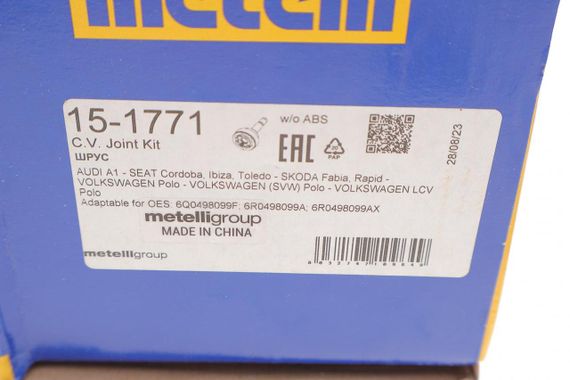 metelli
15-1771
w/o ABS
C.V. Joint Kit
ШРУС
EAC
PAP
28/08/23
AUDI A1 - SEAT Cordoba, Ibiza, Toledo - SKODA Fabia, Rapid -
VOLKSWAGEN Polo - VOLKSWAGEN (SVW) Polo - VOLKSWAGEN LCV
Polo
Adaptable for OES: 6Q0498099F; 6R0498099A; 6R0498099AX
metelligroup
MADE IN CHINA
metelligroup